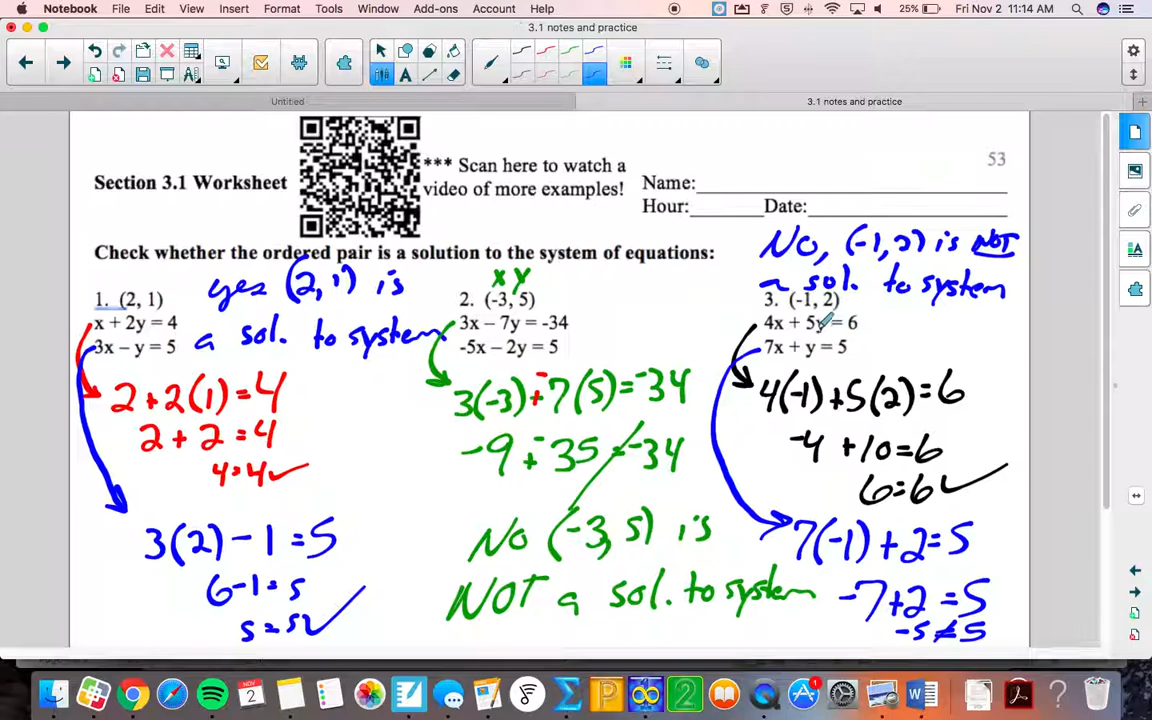 Notebook File Edit View Insert Format Tools Window Add-ons Account Help 25% Fri Nov 2 11:14 AM
3.1 notes and practice
Untitled 3.1 notes and practice
53
Section 3.1 Worksheet
*** Scan here to watch a
video of more examples!
Name:
Hour: Date:
Check whether the ordered pair is a solution to the system of equations:
1. (2, 1)
x + 2y = 4
3x – y = 5
yes (2,1) is
a sol. to system
2+2(1)=4
2+2=4
4=4✓
3(2)-1=5
6-1=5
5=5✓
x y
2. (-3, 5)
3x – 7y = -34
-5x – 2y = 5
3(-3)+-7(5)=-34
-9+-35=-34
No (-3,5) is
NOT a sol. to system
No, (-1,2) is NOT
a sol. to system
3. (-1, 2)
4x + 5y = 6
7x + y = 5
4(-1)+5(2)=6
-4+10=6
6=6✓
7(-1)+2=5
-7+2=5
-5≠5
NOV
2
1